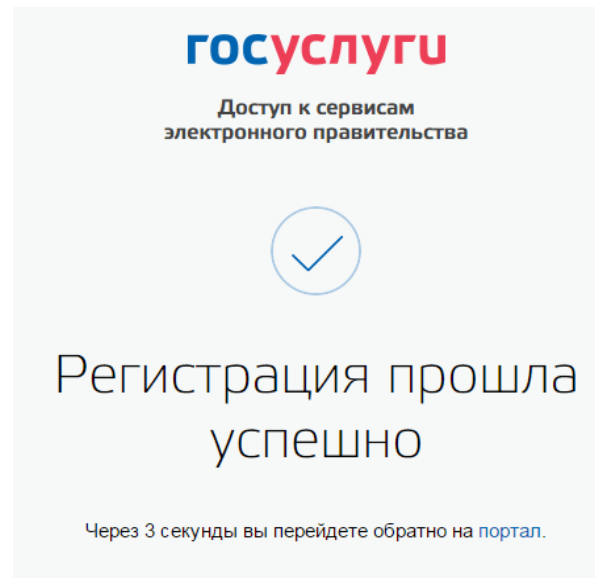 госуслуги
Доступ к сервисам
электронного правительства
Регистрация прошла
успешно
Через 3 секунды вы перейдете обратно на портал.